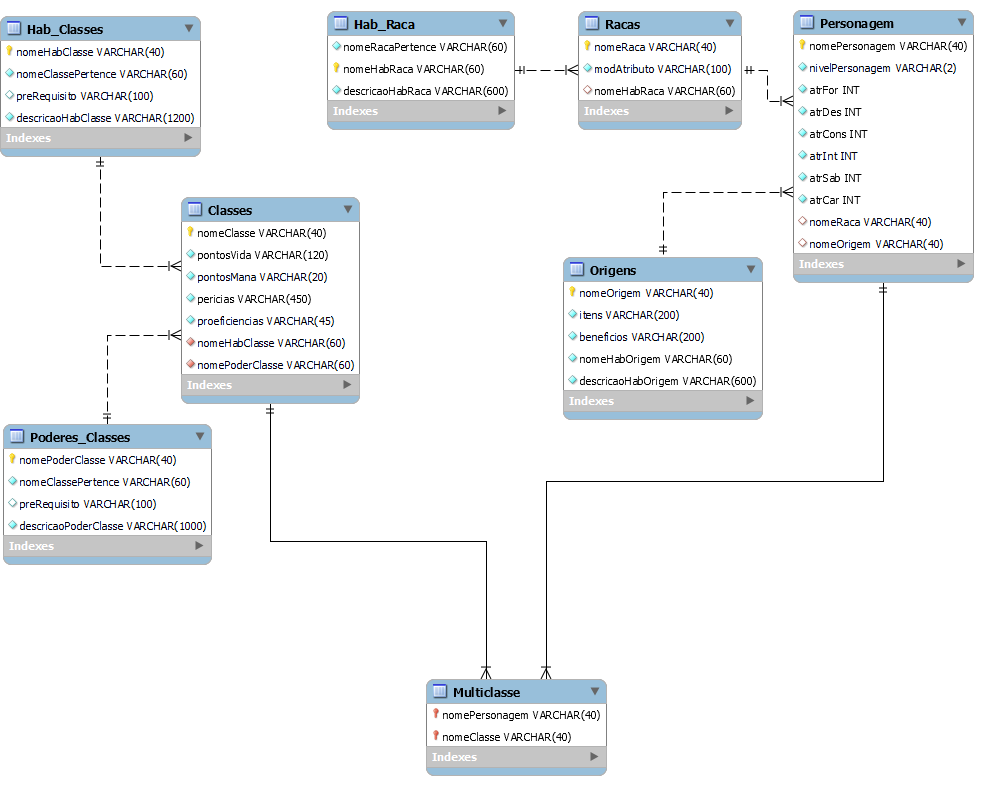 Hab_Classes
nomeHabClasse VARCHAR(40)
nomeClassePertence VARCHAR(60)
preRequisito VARCHAR(100)
descricaoHabClasse VARCHAR(1200)
Indexes
Hab_Raca
nomeRacaPertence VARCHAR(60)
nomeHabRaca VARCHAR(60)
descricaoHabRaca VARCHAR(600)
Indexes
Racas
nomeRaca VARCHAR(40)
modAtributo VARCHAR(100)
nomeHabRaca VARCHAR(60)
Indexes
Personagem
nomePersonagem VARCHAR(40)
nivelPersonagem VARCHAR(2)
atrFor INT
atrDes INT
atrCons INT
atrInt INT
atrSab INT
atrCar INT
nomeRaca VARCHAR(40)
nomeOrigem VARCHAR(40)
Indexes
Classes
nomeClasse VARCHAR(40)
pontosVida VARCHAR(120)
pontosMana VARCHAR(20)
pericias VARCHAR(450)
proeficiencias VARCHAR(45)
nomeHabClasse VARCHAR(60)
nomePoderClasse VARCHAR(60)
Indexes
Origens
nomeOrigem VARCHAR(40)
itens VARCHAR(200)
beneficios VARCHAR(200)
nomeHabOrigem VARCHAR(60)
descricaoHabOrigem VARCHAR(600)
Indexes
Poderes_Classes
nomePoderClasse VARCHAR(40)
nomeClassePertence VARCHAR(60)
preRequisito VARCHAR(100)
descricaoPoderClasse VARCHAR(1000)
Indexes
Multiclasse
nomePersonagem VARCHAR(40)
nomeClasse VARCHAR(40)
Indexes